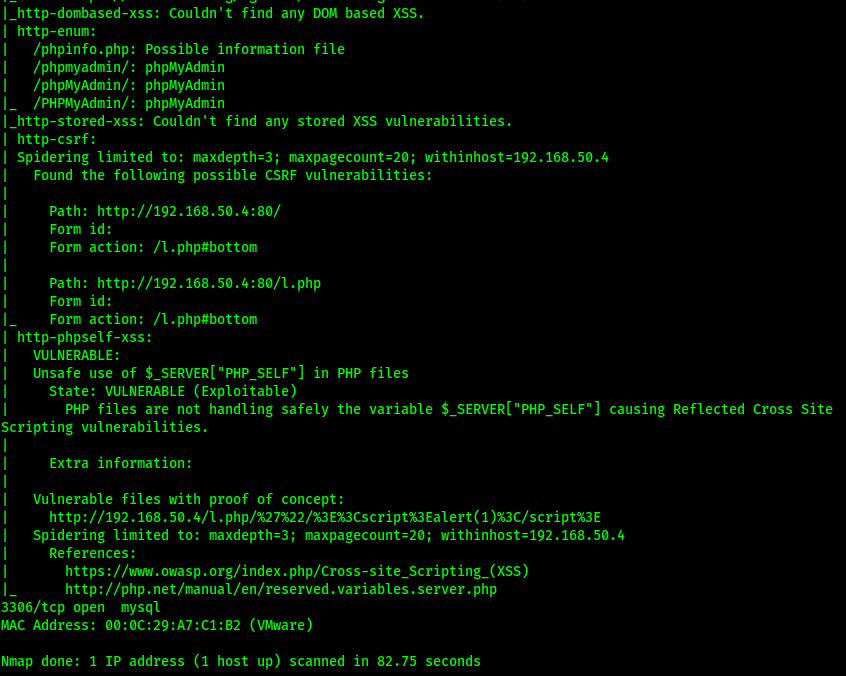 |_http-dombased-xss: Couldn't find any DOM based XSS.
| http-enum:
|   /phpinfo.php: Possible information file
|   /phpmyadmin/: phpMyAdmin
|   /phpMyAdmin/: phpMyAdmin
|_  /PHPMyAdmin/: phpMyAdmin
|_http-stored-xss: Couldn't find any stored XSS vulnerabilities.
| http-csrf:
| Spidering limited to: maxdepth=3; maxpagecount=20; withinhost=192.168.50.4
|   Found the following possible CSRF vulnerabilities:
|
|     Path: http://192.168.50.4:80/
|     Form id:
|     Form action: /l.php#bottom
|
|     Path: http://192.168.50.4:80/l.php
|     Form id:
|_    Form action: /l.php#bottom
| http-phpself-xss:
|   VULNERABLE:
|   Unsafe use of $_SERVER["PHP_SELF"] in PHP files
|     State: VULNERABLE (Exploitable)
|       PHP files are not handling safely the variable $_SERVER["PHP_SELF"] causing Reflected Cross Site
Scripting vulnerabilities.
|
|     Extra information:
|
|   Vulnerable files with proof of concept:
|     http://192.168.50.4/l.php/%27%22/%3E%3Cscript%3Ealert(1)%3C/script%3E
|   Spidering limited to: maxdepth=3; maxpagecount=20; withinhost=192.168.50.4
|     References:
|       https://www.owasp.org/index.php/Cross-site_Scripting_(XSS)
|_      http://php.net/manual/en/reserved.variables.server.php
3306/tcp open  mysql
MAC Address: 00:0C:29:A7:C1:B2 (VMware)

Nmap done: 1 IP address (1 host up) scanned in 82.75 seconds